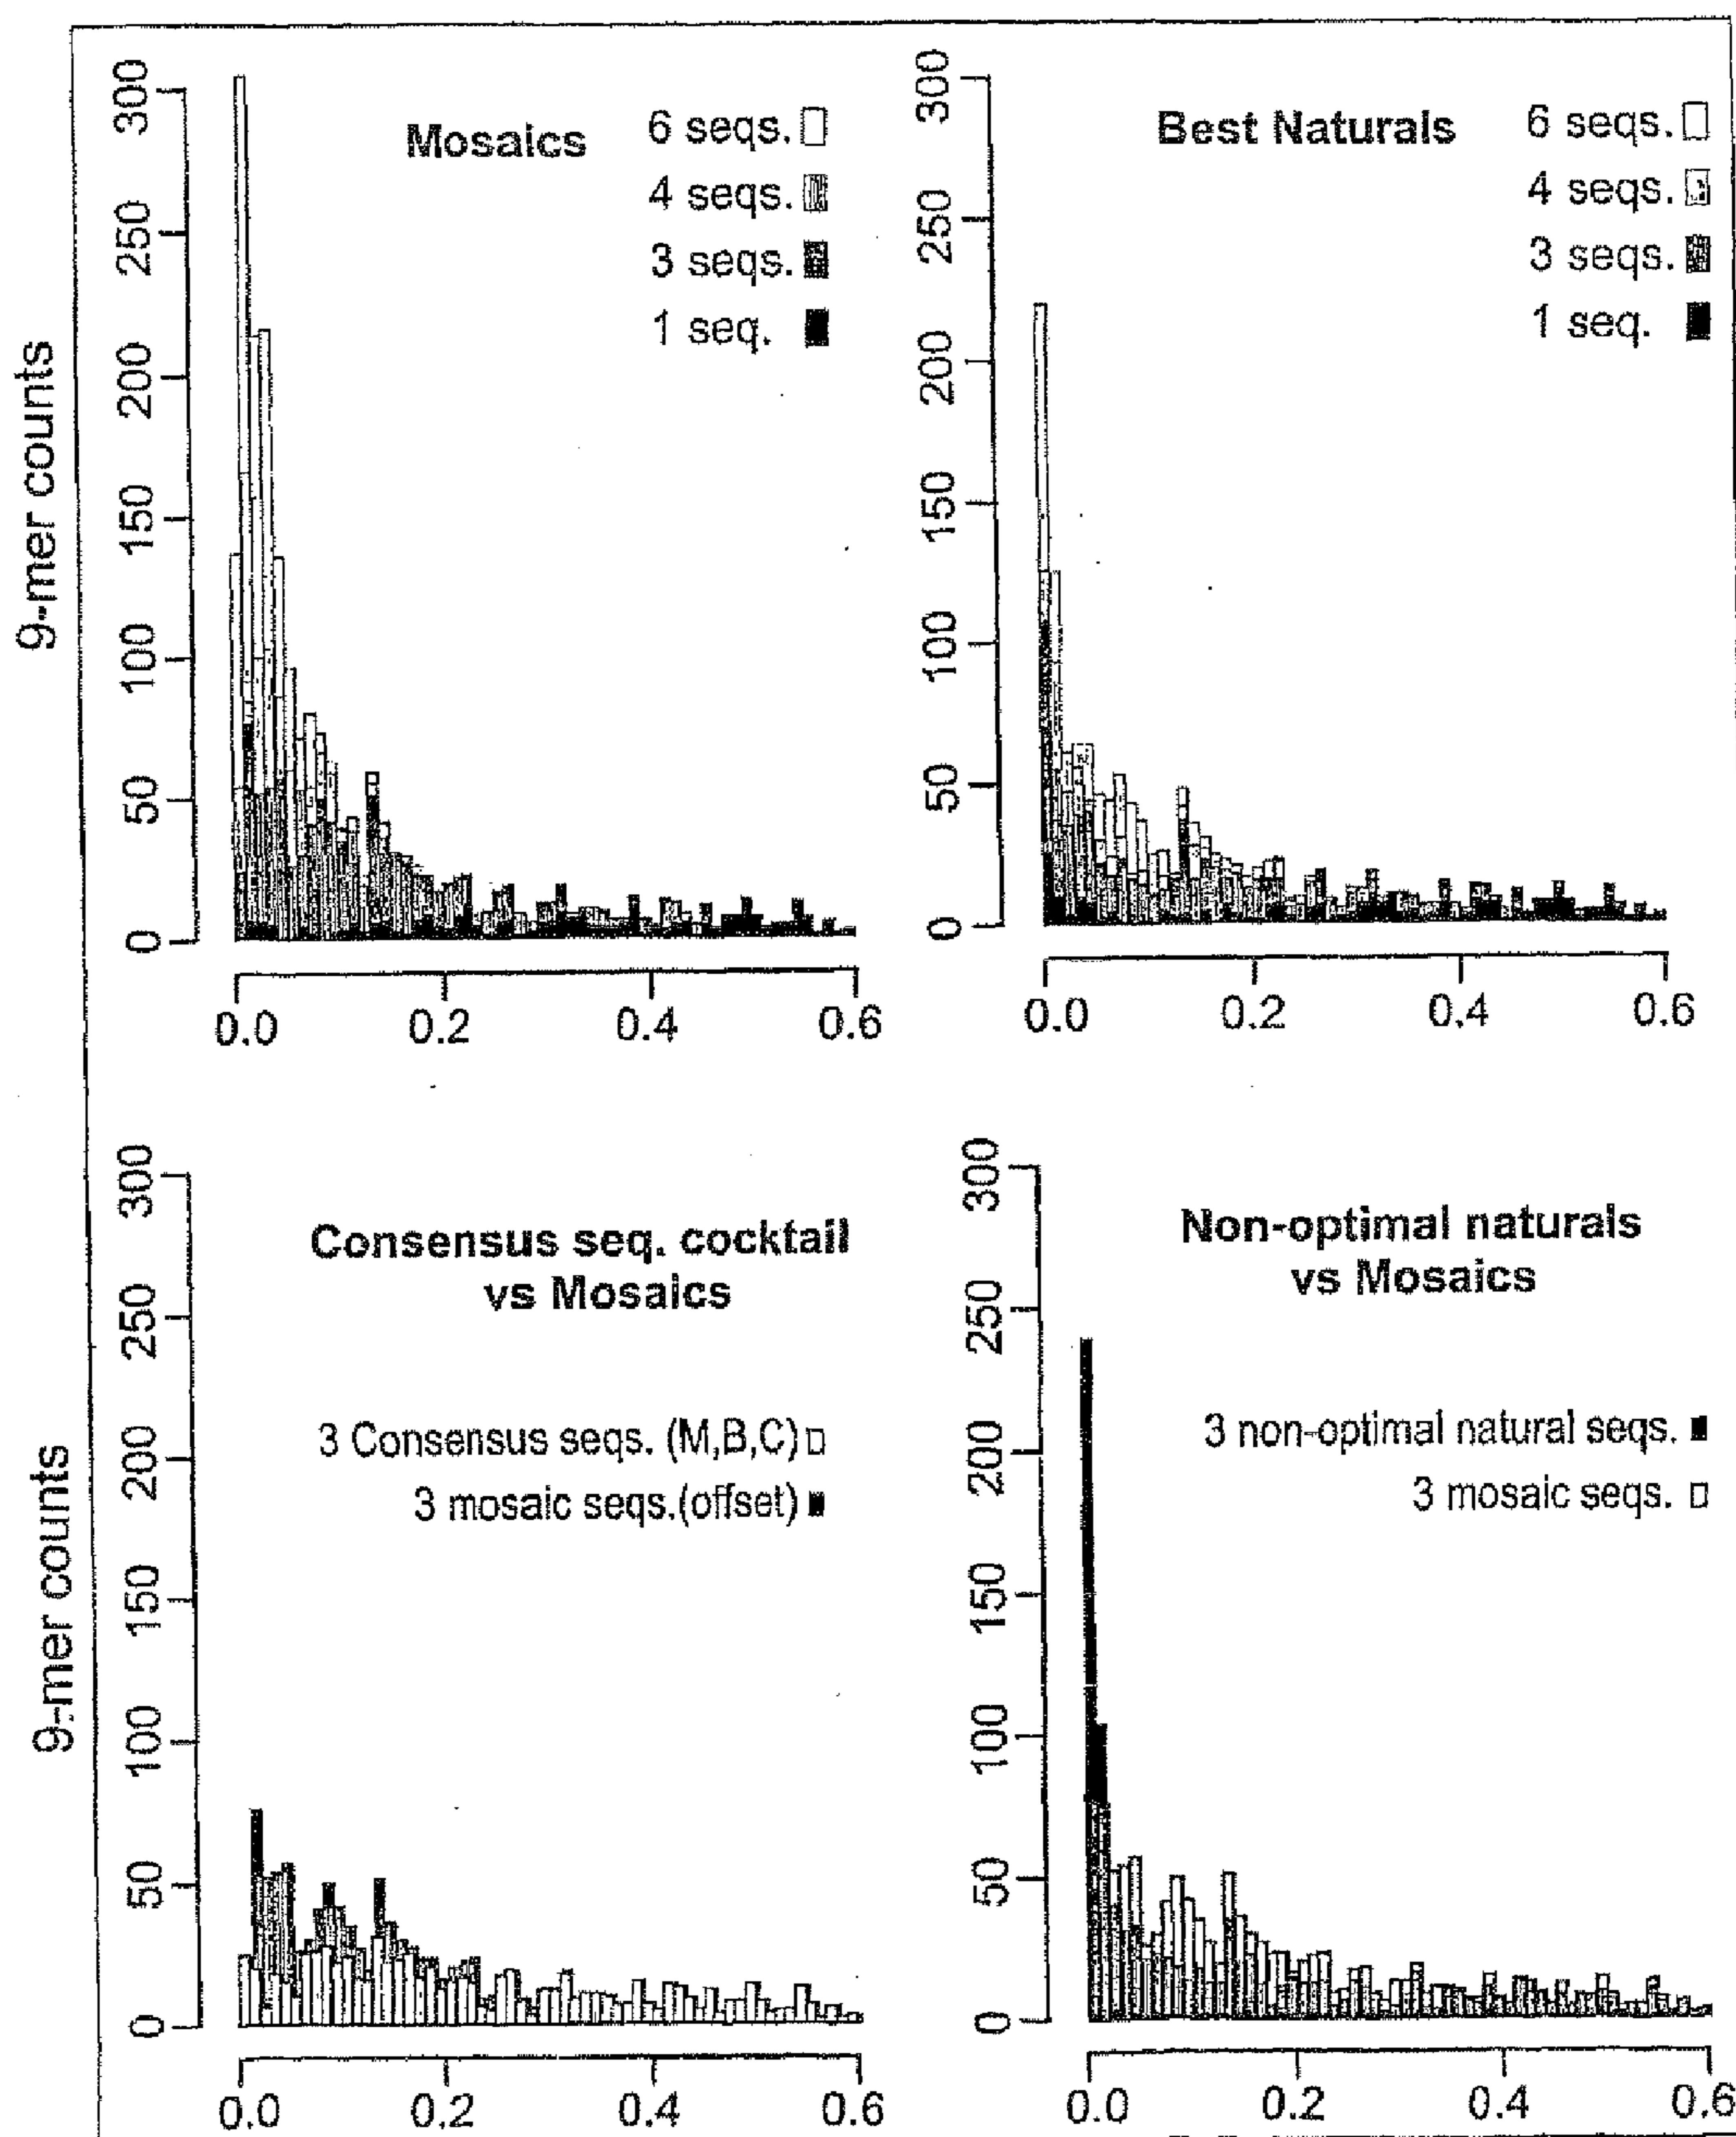 9-mer counts
300
250
200
150
100
50
0
Mosaics
6 seqs.
4 seqs.
3 seqs.
1 seq.
0.0 0.2 0.4 0.6
300
250
200
150
100
50
0
Best Naturals
6 seqs.
4 seqs.
3 seqs.
1 seq.
0.0 0.2 0.4 0.6
9-mer counts
300
250
200
150
100
50
0
Consensus seq. cocktail
vs Mosaics
3 Consensus seqs. (M,B,C)
3 mosaic seqs.(offset)
0.0 0.2 0.4 0.6
300
250
200
150
100
50
0
Non-optimal naturals
vs Mosaics
3 non-optimal natural seqs.
3 mosaic seqs.
0.0 0.2 0.4 0.6